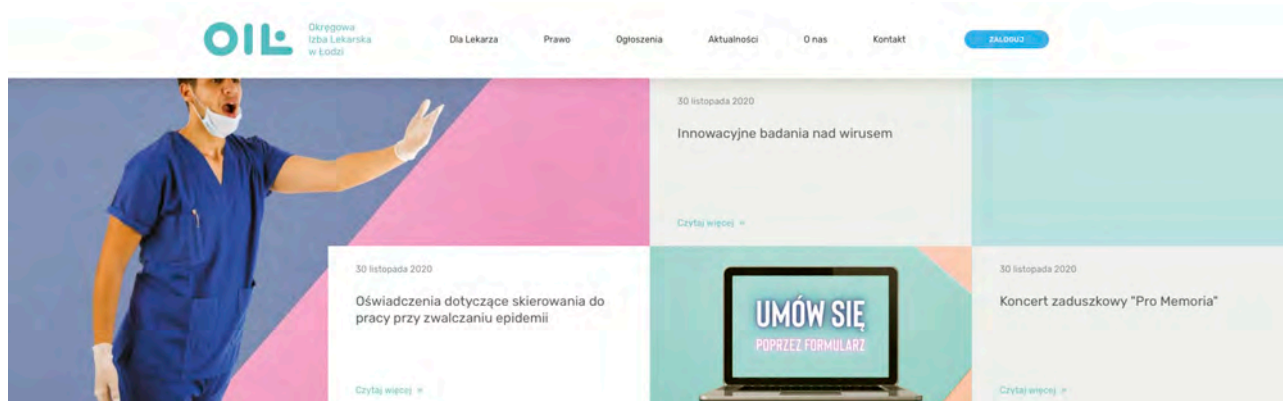 OIŁ
Okręgowa
Izba Lekarska
w Łodzi
Dla Lekarza
Prawo
Ogłoszenia
Aktualności
O nas
Kontakt
ZALOGUJ
30 listopada 2020
Innowacyjne badania nad wirusem
Czytaj więcej »
30 listopada 2020
Oświadczenia dotyczące skierowania do
pracy przy zwalczaniu epidemii
Czytaj więcej »
UMÓW SIĘ
POPRZEZ FORMULARZ
30 listopada 2020
Koncert zaduszkowy "Pro Memoria"
Czytaj więcej »